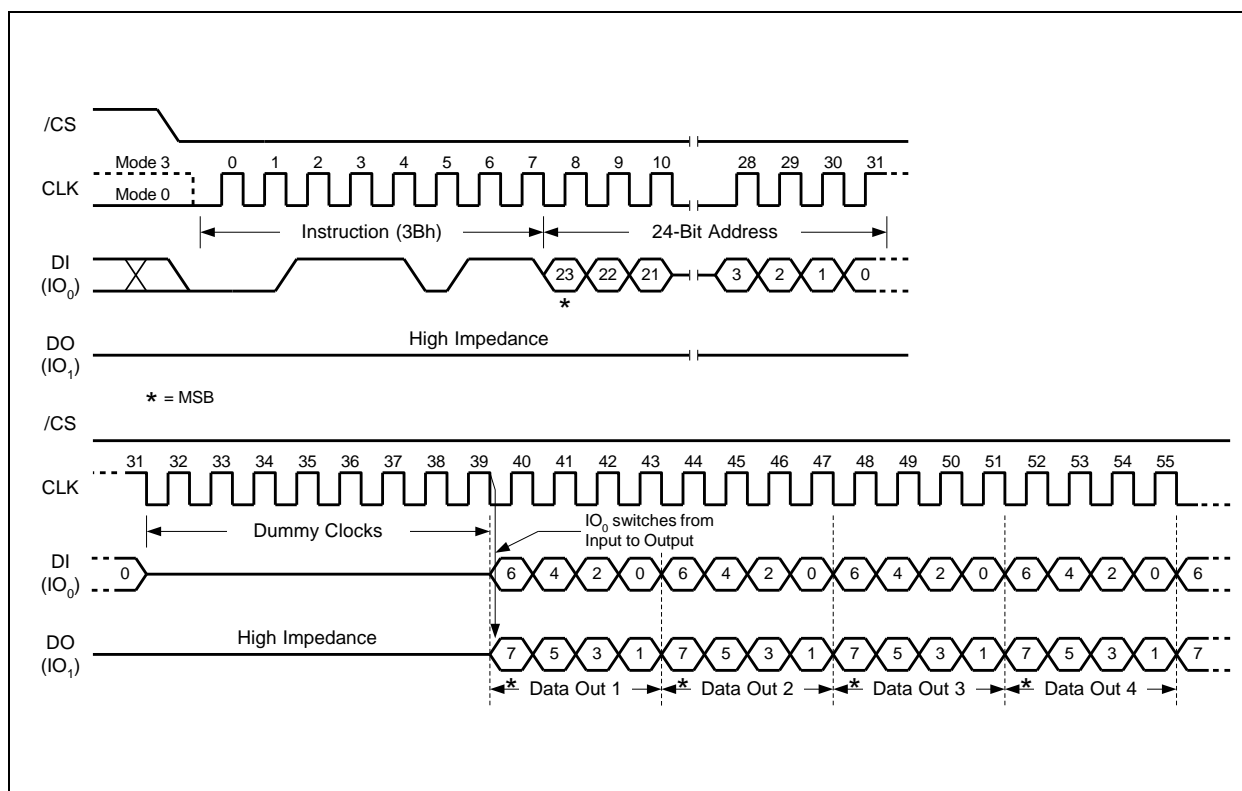 /CS
Mode 3 0 1 2 3 4 5 6 7 8 9 10 28 29 30 31
CLK Mode 0
Instruction (3Bh) 24-Bit Address
DI
(IO0) 23 22 21 3 2 1 0
*
DO High Impedance
(IO1)
* = MSB
/CS
31 32 33 34 35 36 37 38 39 40 41 42 43 44 45 46 47 48 49 50 51 52 53 54 55
CLK
Dummy Clocks IO0 switches from
Input to Output
DI
(IO0) 0 6 4 2 0 6 4 2 0 6 4 2 0 6 4 2 0 6
DO High Impedance
(IO1) 7 5 3 1 7 5 3 1 7 5 3 1 7 5 3 1 7
* Data Out 1 * Data Out 2 * Data Out 3 * Data Out 4